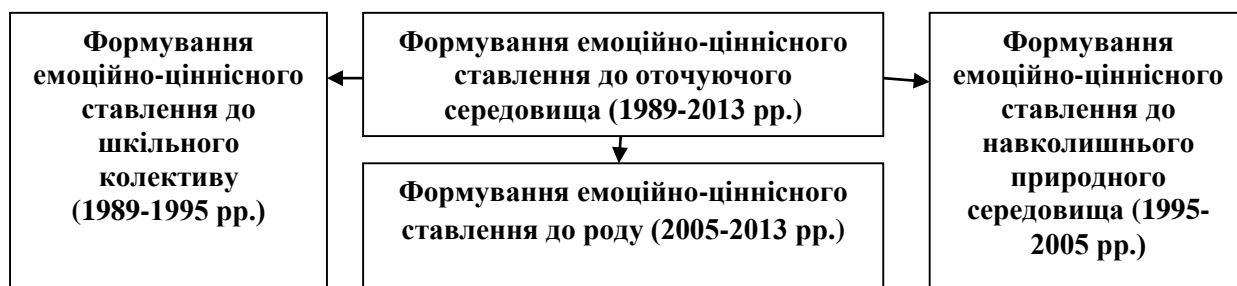 Формування
емоційно-ціннісного
ставлення до
шкільного
колективу
(1989-1995 рр.)
Формування емоційно-ціннісного
ставлення до оточуючого
середовища (1989-2013 рр.)
Формування емоційно-ціннісного
ставлення до роду (2005-2013 рр.)
Формування
емоційно-ціннісного
ставлення до
навколишнього
природного
середовища (1995-
2005 рр.)